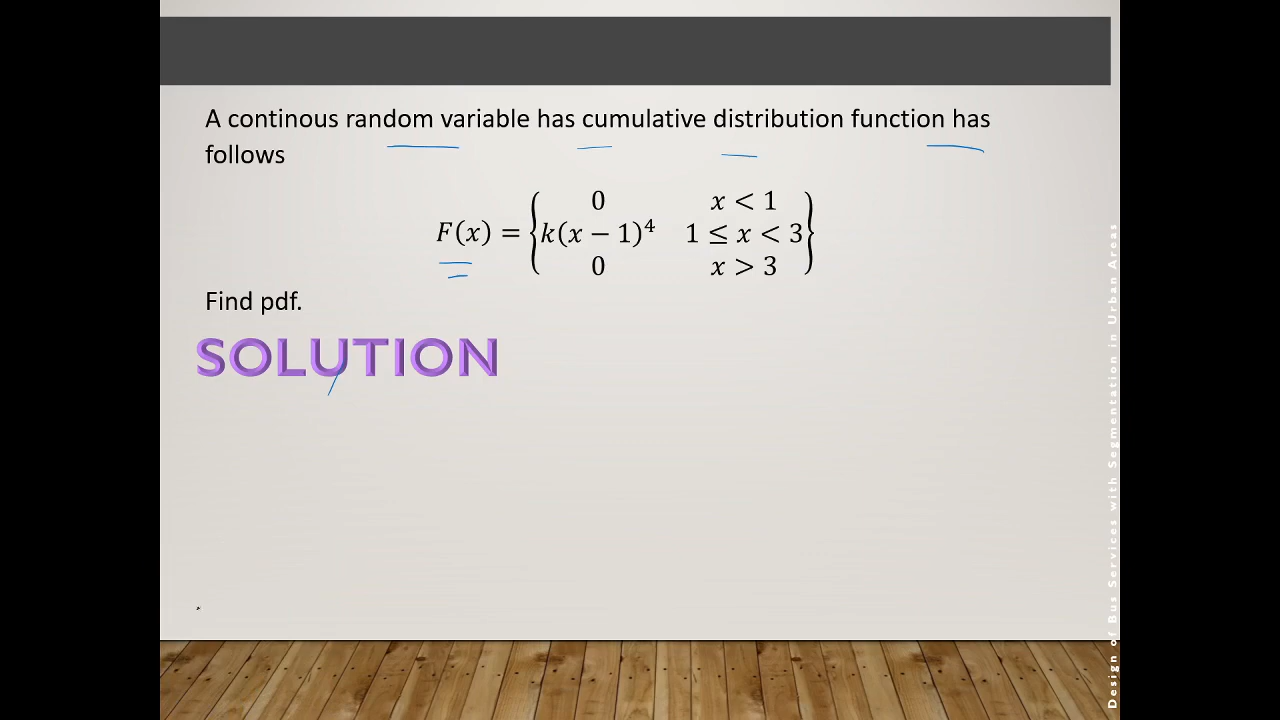 A continous random variable has cumulative distribution function has
follows
F(x) = { 0 x < 1
k(x − 1)⁴ 1 ≤ x < 3
0 x > 3 }
Find pdf.
SOLUTION
Design of Bus Services with Segmentation in Urban Areas